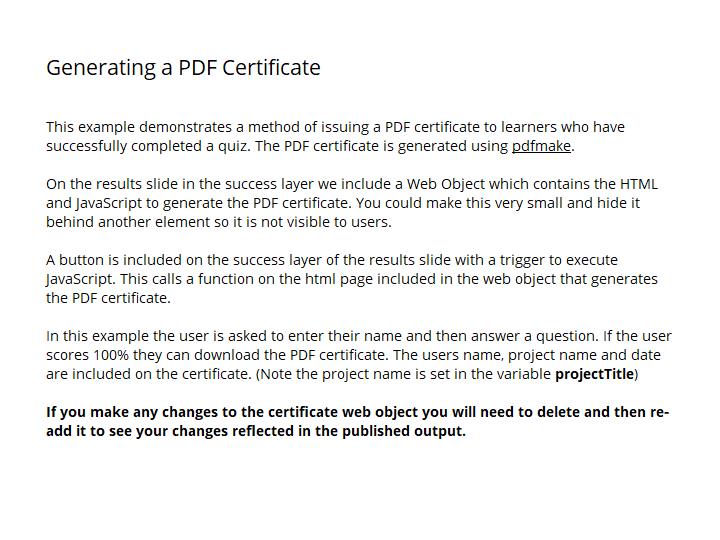 Generating a PDF Certificate
This example demonstrates a method of issuing a PDF certificate to learners who have
successfully completed a quiz. The PDF certificate is generated using pdfmake.
On the results slide in the success layer we include a Web Object which contains the HTML
and JavaScript to generate the PDF certificate. You could make this very small and hide it
behind another element so it is not visible to users.
A button is included on the success layer of the results slide with a trigger to execute
JavaScript. This calls a function on the html page included in the web object that generates
the PDF certificate.
In this example the user is asked to enter their name and then answer a question. If the user
scores 100% they can download the PDF certificate. The users name, project name and date
are included on the certificate. (Note the project name is set in the variable projectTitle)
If you make any changes to the certificate web object you will need to delete and then re-
add it to see your changes reflected in the published output.